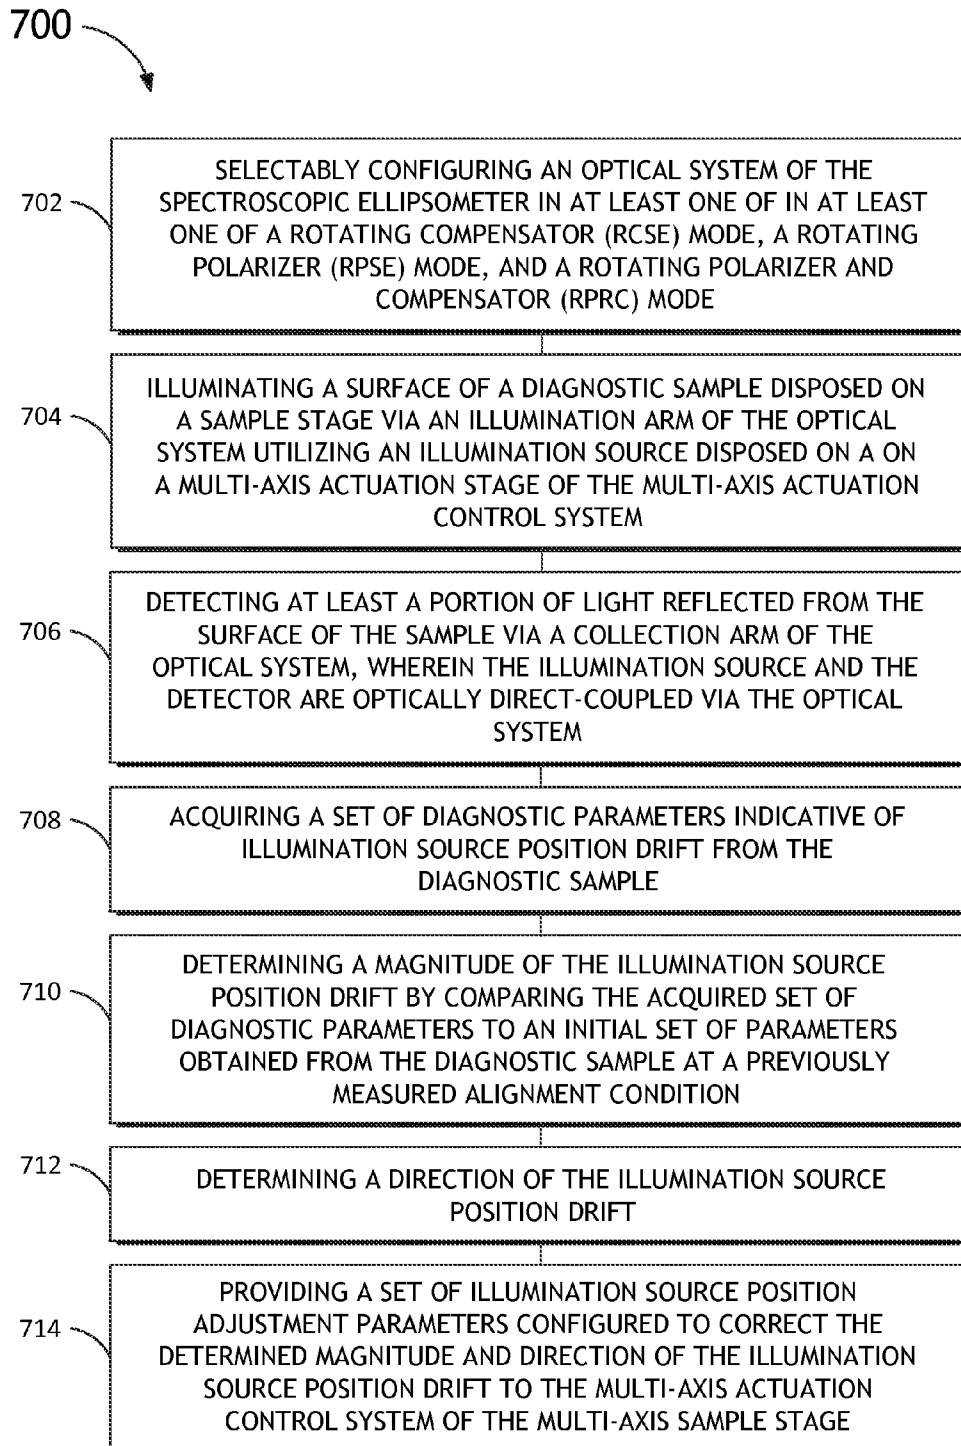 700
702
SELECTABLY CONFIGURING AN OPTICAL SYSTEM OF THE
SPECTROSCOPIC ELLIPSOMETER IN AT LEAST ONE OF IN AT LEAST
ONE OF A ROTATING COMPENSATOR (RCSE) MODE, A ROTATING
POLARIZER (RPSE) MODE, AND A ROTATING POLARIZER AND
COMPENSATOR (RPRC) MODE
704
ILLUMINATING A SURFACE OF A DIAGNOSTIC SAMPLE DISPOSED ON
A SAMPLE STAGE VIA AN ILLUMINATION ARM OF THE OPTICAL
SYSTEM UTILIZING AN ILLUMINATION SOURCE DISPOSED ON A ON
A MULTI-AXIS ACTUATION STAGE OF THE MULTI-AXIS ACTUATION
CONTROL SYSTEM
706
DETECTING AT LEAST A PORTION OF LIGHT REFLECTED FROM THE
SURFACE OF THE SAMPLE VIA A COLLECTION ARM OF THE
OPTICAL SYSTEM, WHEREIN THE ILLUMINATION SOURCE AND THE
DETECTOR ARE OPTICALLY DIRECT-COUPLED VIA THE OPTICAL
SYSTEM
708
ACQUIRING A SET OF DIAGNOSTIC PARAMETERS INDICATIVE OF
ILLUMINATION SOURCE POSITION DRIFT FROM THE
DIAGNOSTIC SAMPLE
710
DETERMINING A MAGNITUDE OF THE ILLUMINATION SOURCE
POSITION DRIFT BY COMPARING THE ACQUIRED SET OF
DIAGNOSTIC PARAMETERS TO AN INITIAL SET OF PARAMETERS
OBTAINED FROM THE DIAGNOSTIC SAMPLE AT A PREVIOUSLY
MEASURED ALIGNMENT CONDITION
712
DETERMINING A DIRECTION OF THE ILLUMINATION SOURCE
POSITION DRIFT
714
PROVIDING A SET OF ILLUMINATION SOURCE POSITION
ADJUSTMENT PARAMETERS CONFIGURED TO CORRECT THE
DETERMINED MAGNITUDE AND DIRECTION OF THE ILLUMINATION
SOURCE POSITION DRIFT TO THE MULTI-AXIS ACTUATION
CONTROL SYSTEM OF THE MULTI-AXIS SAMPLE STAGE